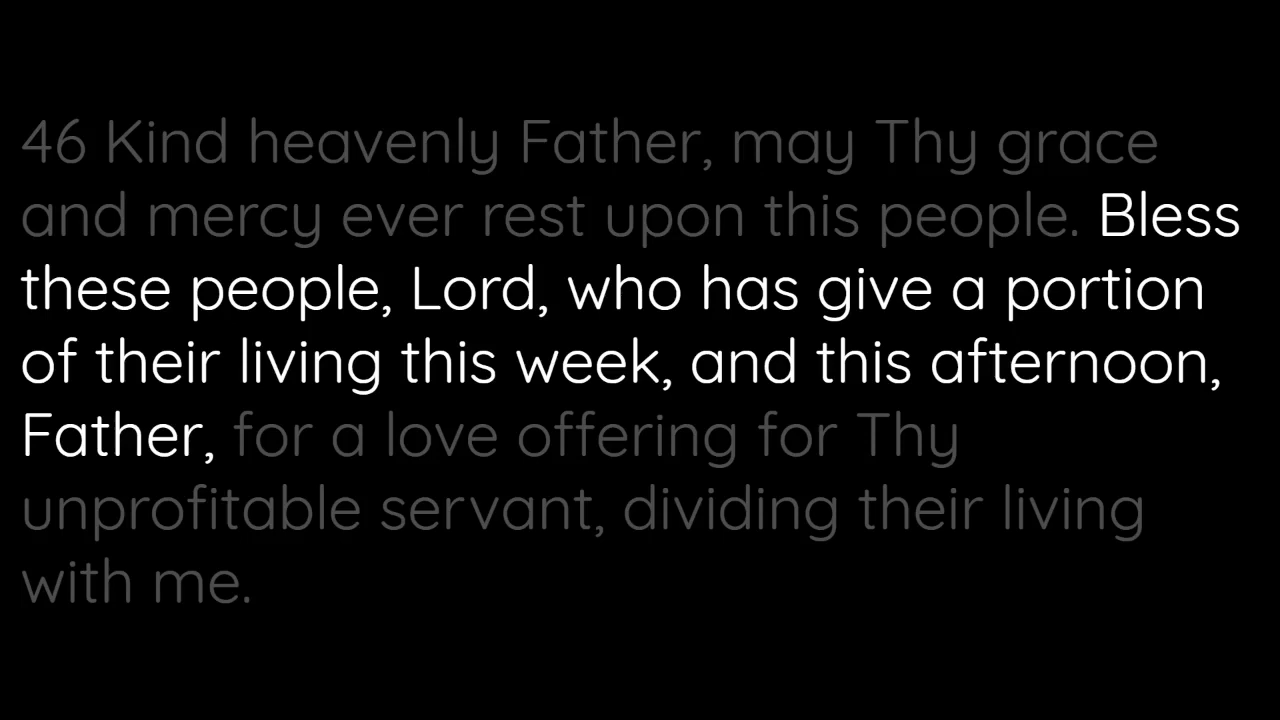 46 Kind heavenly Father, may Thy grace
and mercy ever rest upon this people. Bless
these people, Lord, who has give a portion
of their living this week, and this afternoon,
Father, for a love offering for Thy
unprofitable servant, dividing their living
with me.